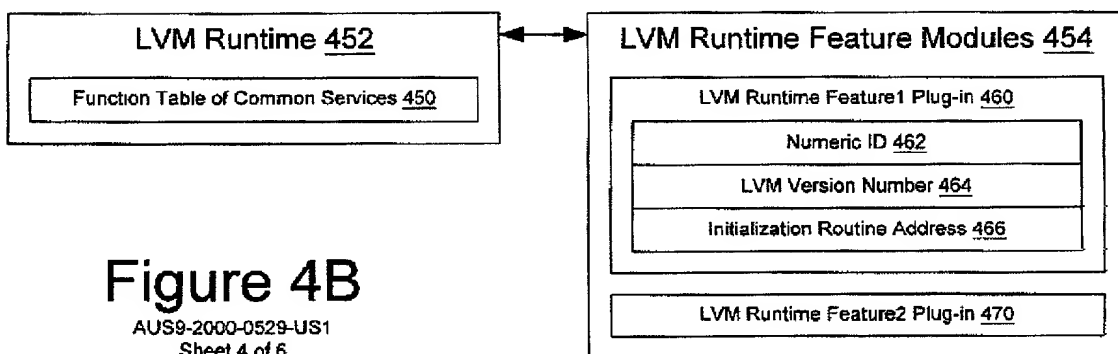 LVM Runtime 452
Function Table of Common Services 450
LVM Runtime Feature Modules 454
LVM Runtime Feature1 Plug-in 460
Numeric ID 462
LVM Version Number 464
Initialization Routine Address 466
LVM Runtime Feature2 Plug-in 470
Figure 4B
AUS9-2000-0529-US1
Sheet 4 of 6